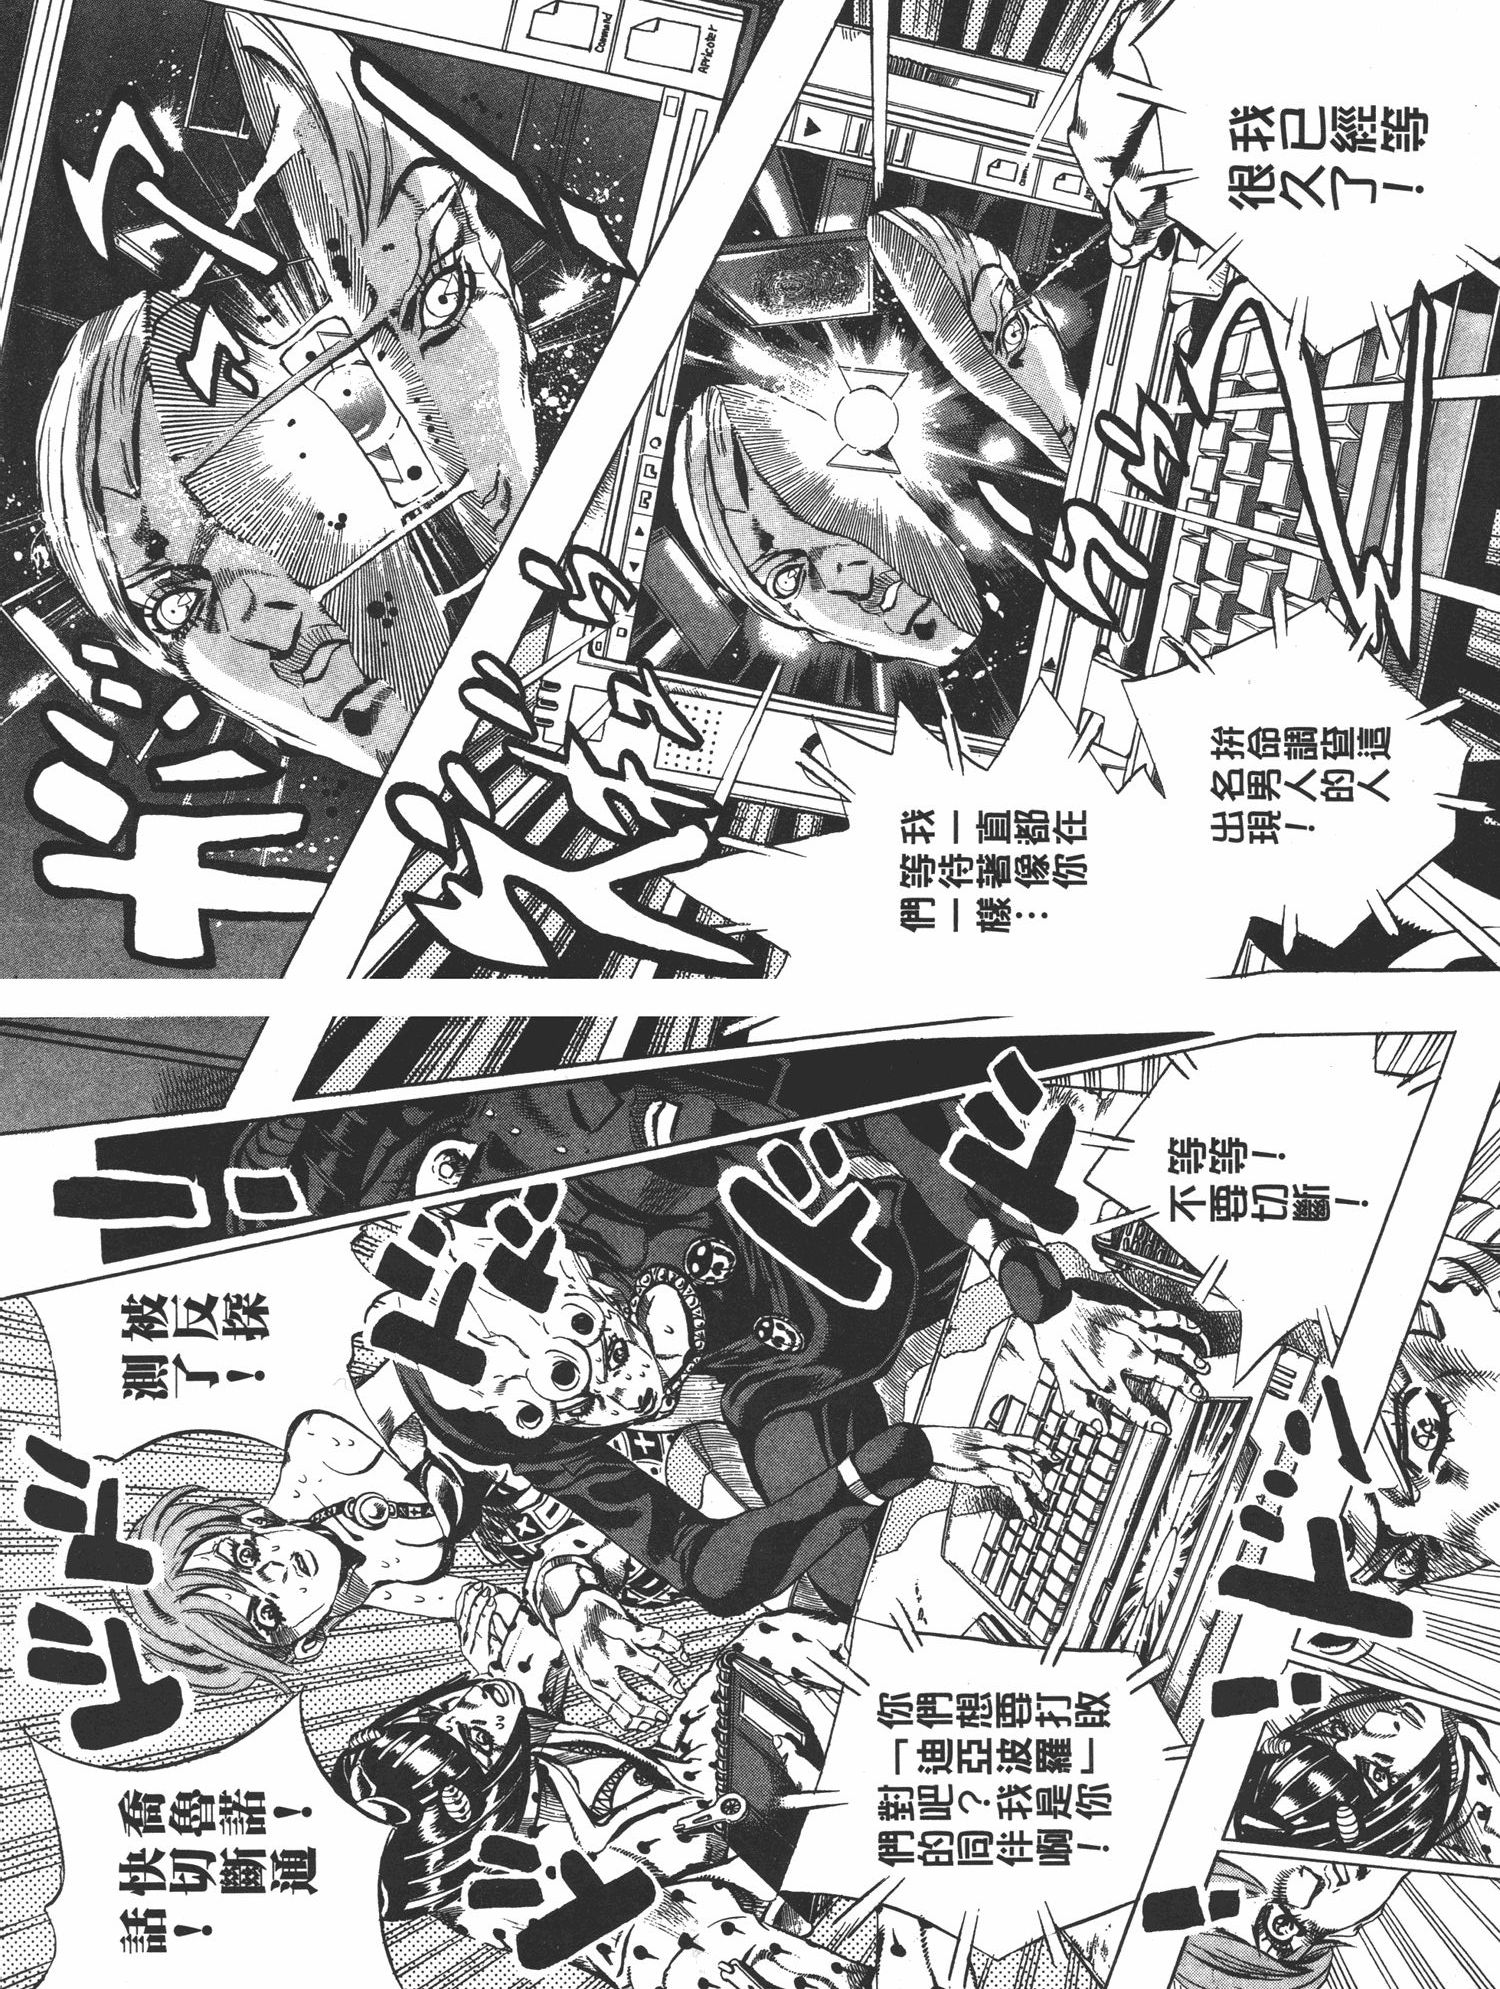 喬魯諾！
快切斷通
話！
被反探
測了！
你們想要打敗
「迪亞波羅」
對吧？我是你
們的同伴啊！
等等！
不要切斷！
我一直都在
等待著像你
們一樣…
拚命調查這
名男人的人
出現！
我已經等
很久了！